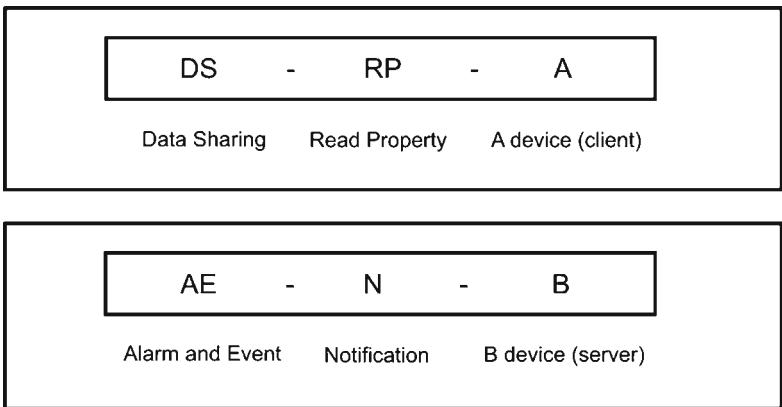 DS - RP - A
Data Sharing Read Property A device (client)
AE - N - B
Alarm and Event Notification B device (server)